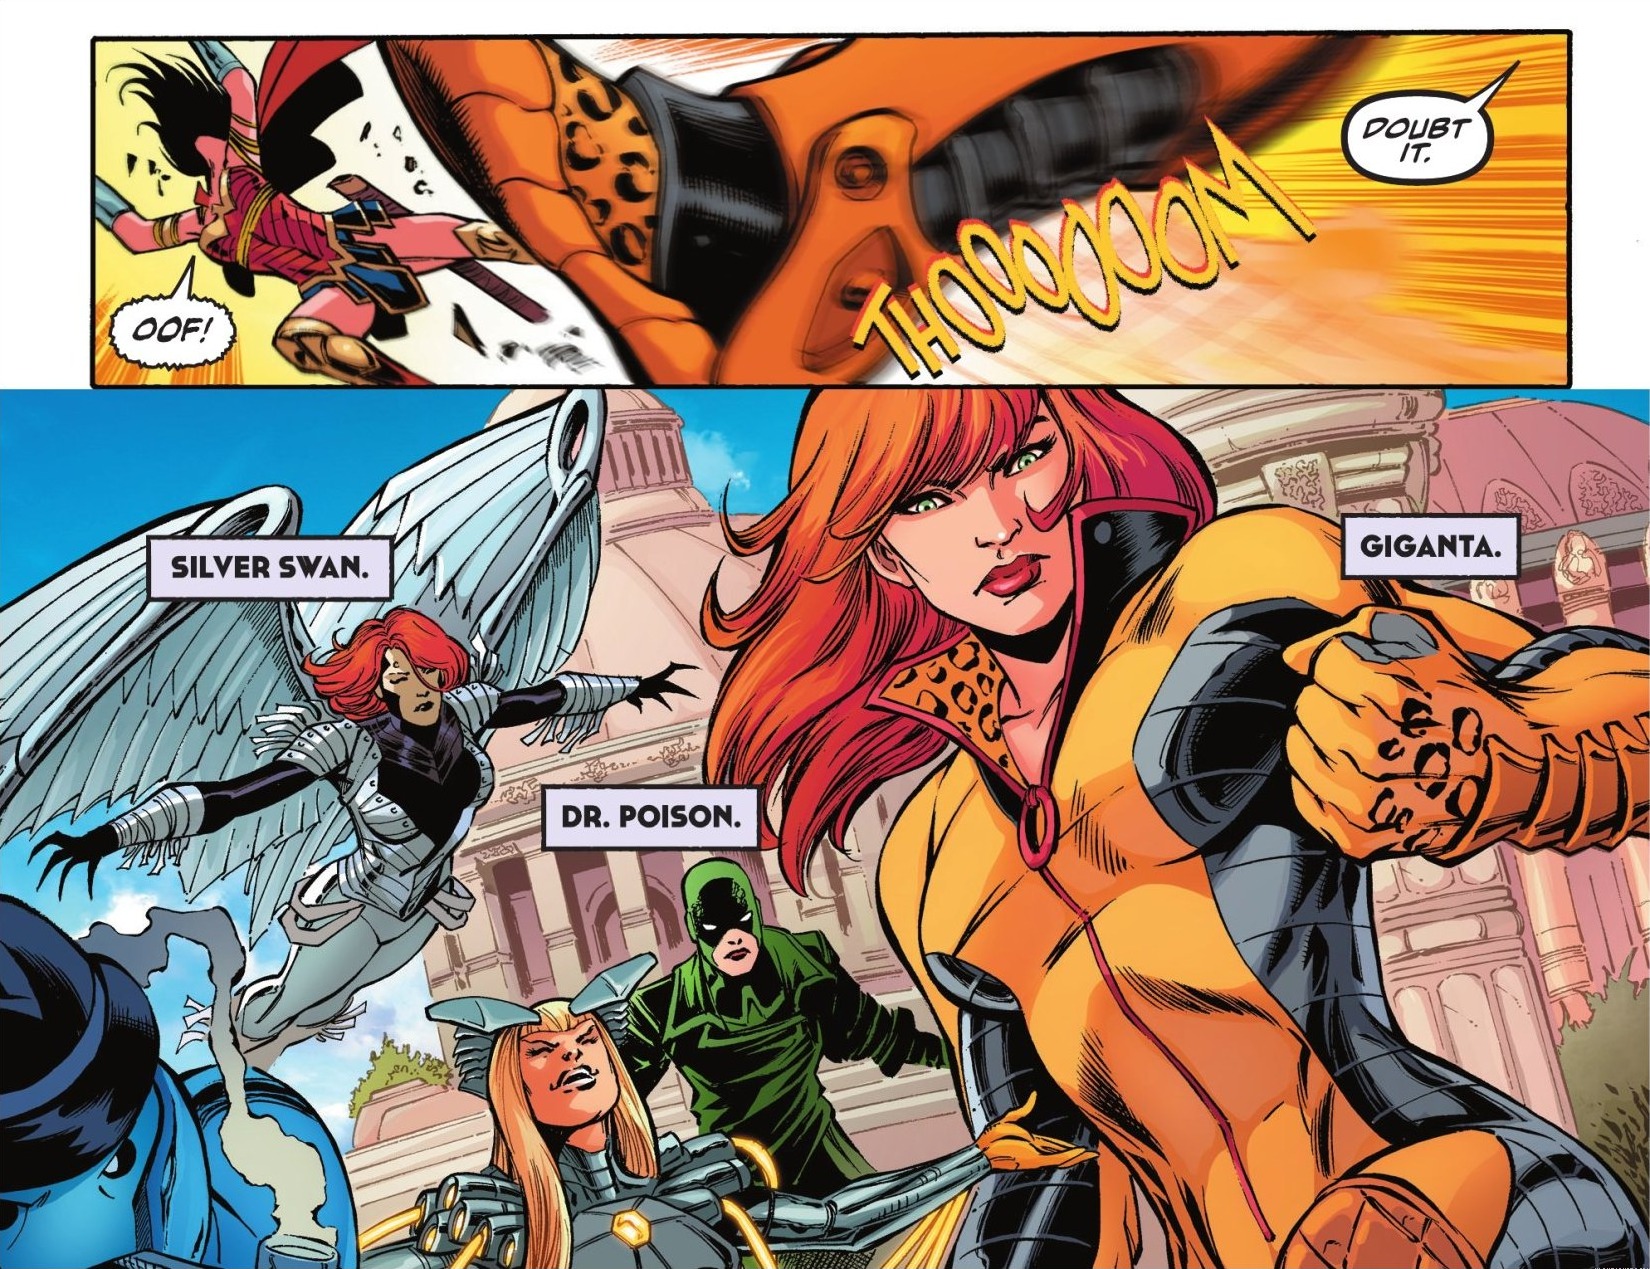 DOUBT
IT.
OOF!
THOOOOOOM
SILVER SWAN.
GIGANTA.
DR. POISON.